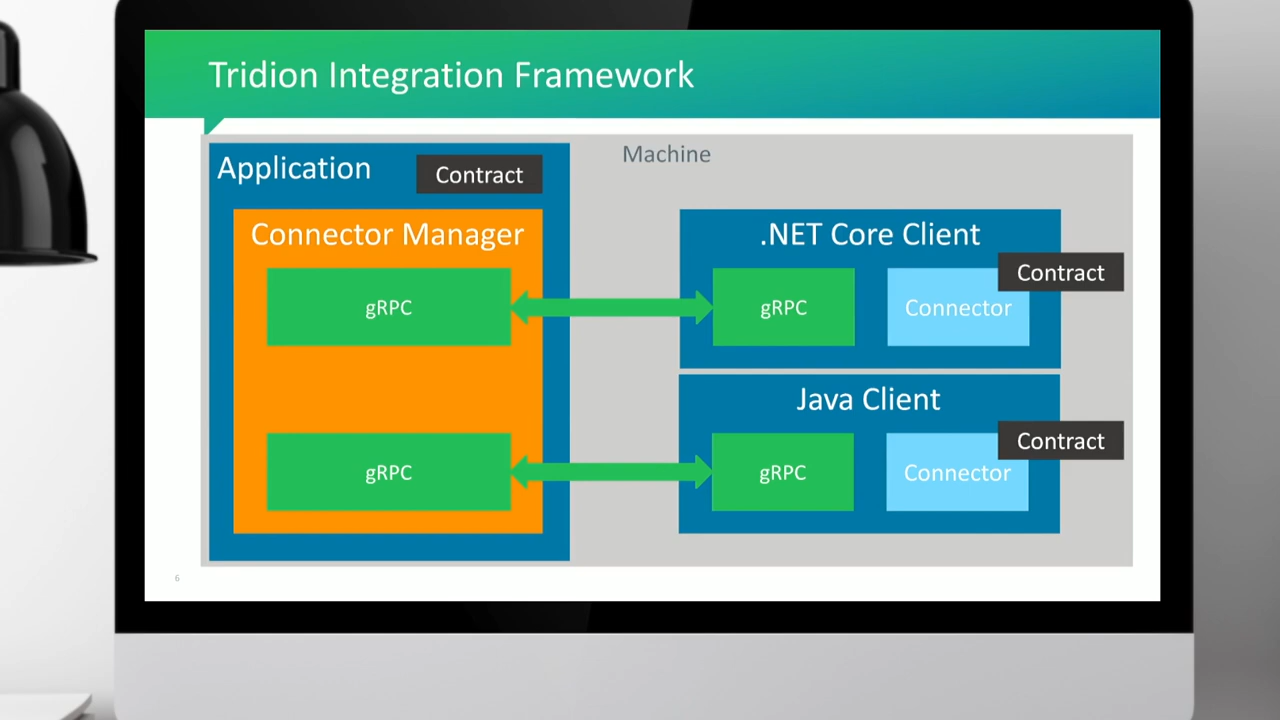 Tridion Integration Framework
Application
Contract
Machine
Connector Manager
gRPC
gRPC
.NET Core Client
Contract
gRPC
Connector
Java Client
Contract
gRPC
Connector
6